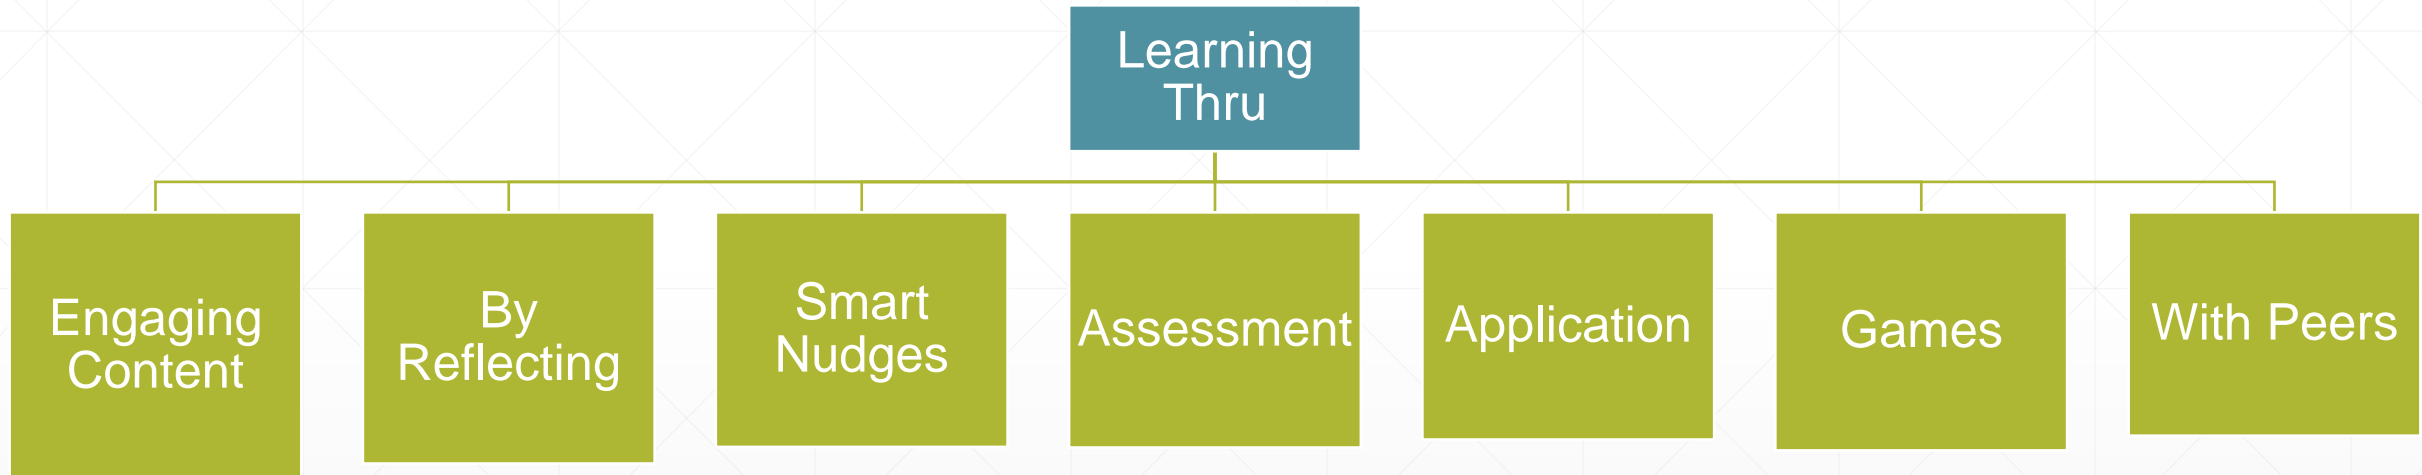 Learning
Thru
Engaging
Content
By
Reflecting
Smart
Nudges
Assessment
Application
Games
With Peers